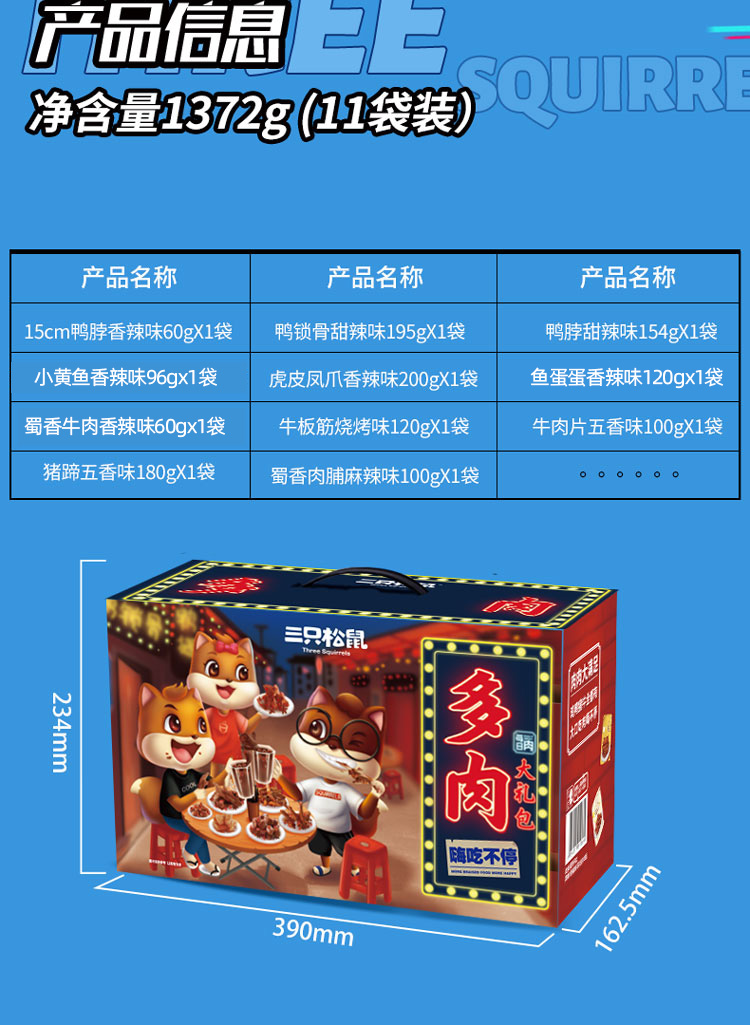 产品信息
SQUIRRE
净含量1372g (11袋装)
产品名称 产品名称 产品名称
15cm鸭脖香辣味60gX1袋 鸭锁骨甜辣味195gX1袋 鸭脖甜辣味154gX1袋
小黄鱼香辣味96gx1袋 虎皮凤爪香辣味200gX1袋 鱼蛋蛋香辣味120gx1袋
蜀香牛肉香辣味60gx1袋 牛板筋烧烤味120gX1袋 牛肉片五香味100gX1袋
猪蹄五香味180gX1袋 蜀香肉脯麻辣味100gX1袋 。。。。。。
多 三只松鼠 肉
三只松鼠
Three Squirrels
多肉
大礼包
嗨吃不停
COOL
234mm
390mm
162.5mm